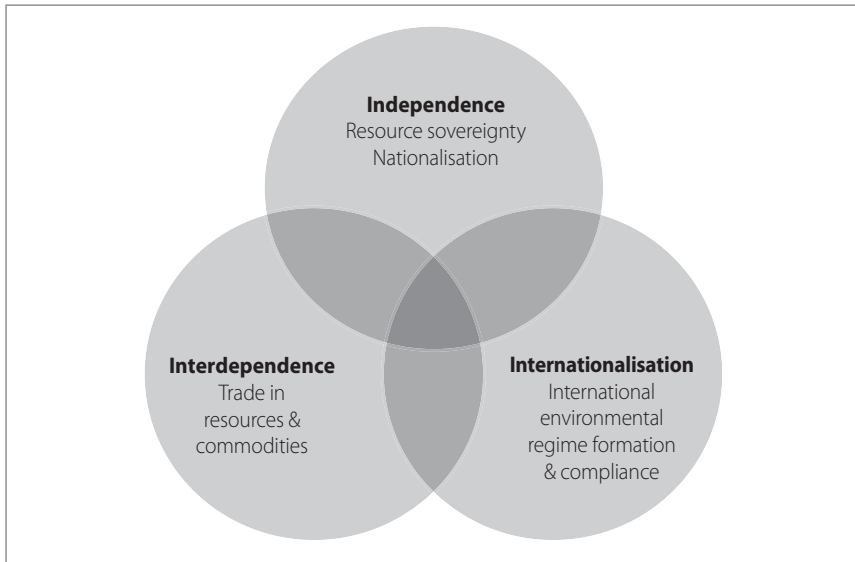 Independence
Resource sovereignty
Nationalisation
Interdependence
Trade in
resources &
commodities
Internationalisation
International
environmental
regime formation
& compliance